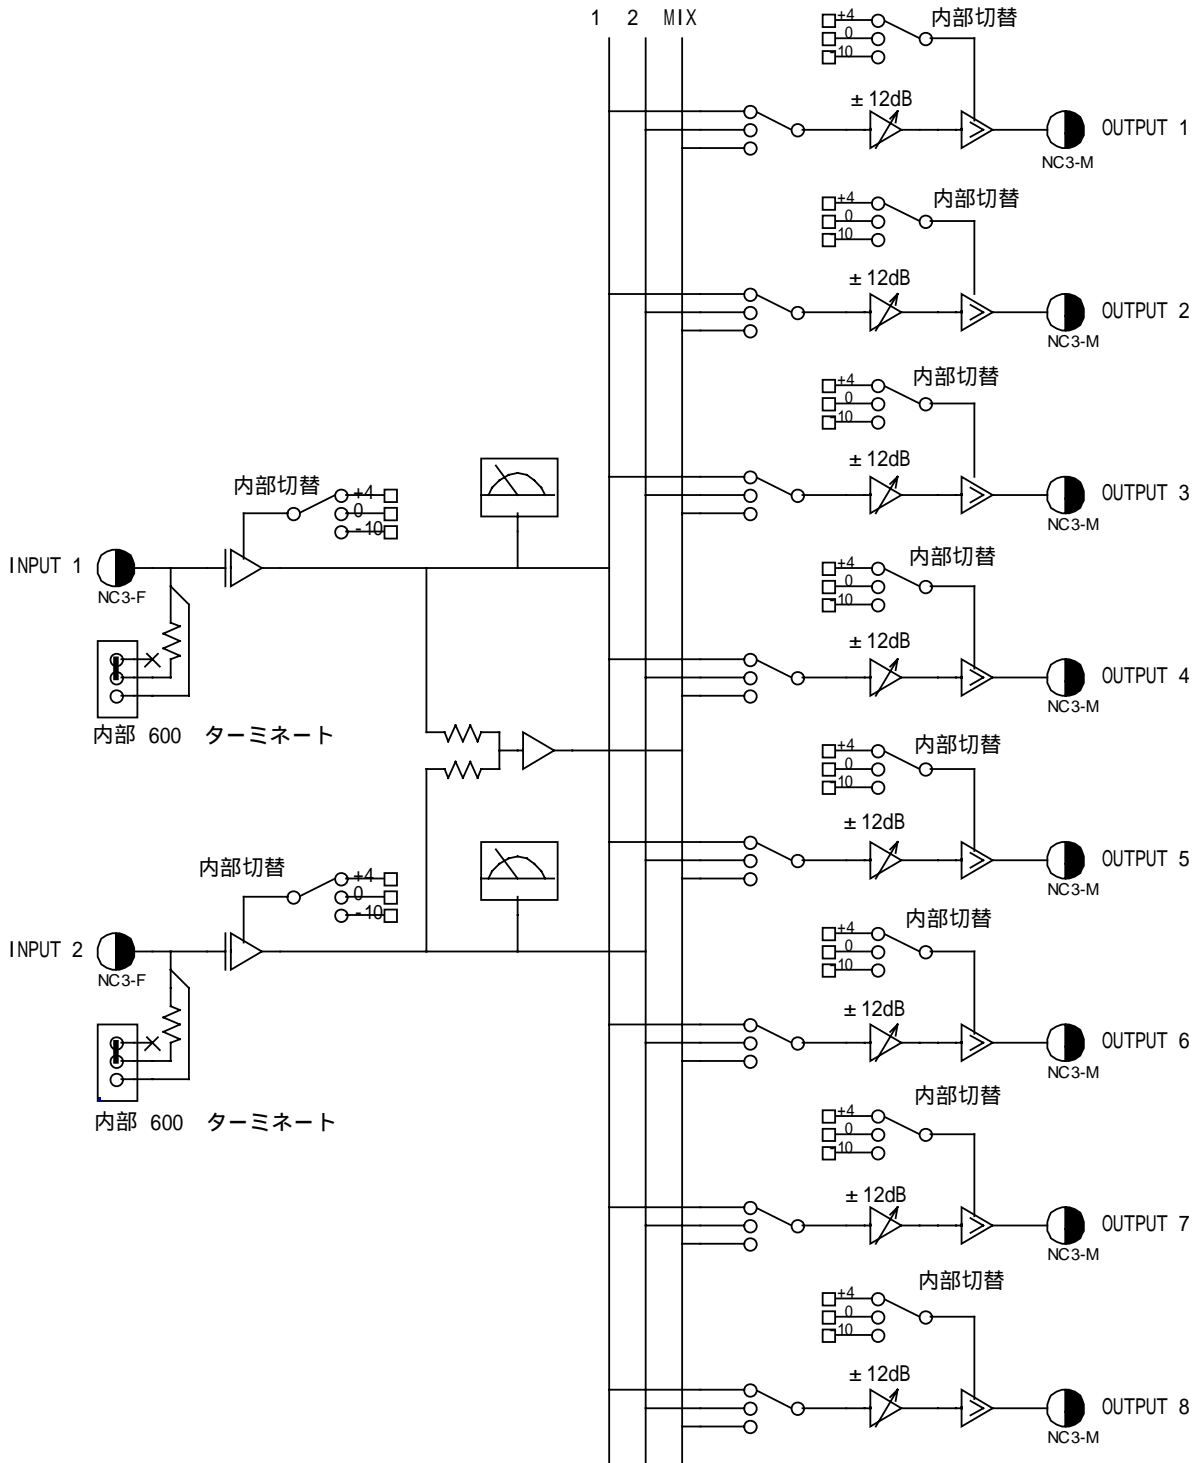 1 2 MIX
+4
0
-10
内部切替
±12dB
OUTPUT 1
NC3-M
+4
0
-10
内部切替
±12dB
OUTPUT 2
NC3-M
+4
0
-10
内部切替
±12dB
OUTPUT 3
NC3-M
内部切替
+4
0
-10
INPUT 1
NC3-F
内部 600 ターミネート
+4
0
-10
内部切替
±12dB
OUTPUT 4
NC3-M
+4
0
-10
内部切替
±12dB
OUTPUT 5
NC3-M
内部切替
+4
0
-10
INPUT 2
NC3-F
内部 600 ターミネート
+4
0
-10
内部切替
±12dB
OUTPUT 6
NC3-M
+4
0
-10
内部切替
±12dB
OUTPUT 7
NC3-M
+4
0
-10
内部切替
±12dB
OUTPUT 8
NC3-M